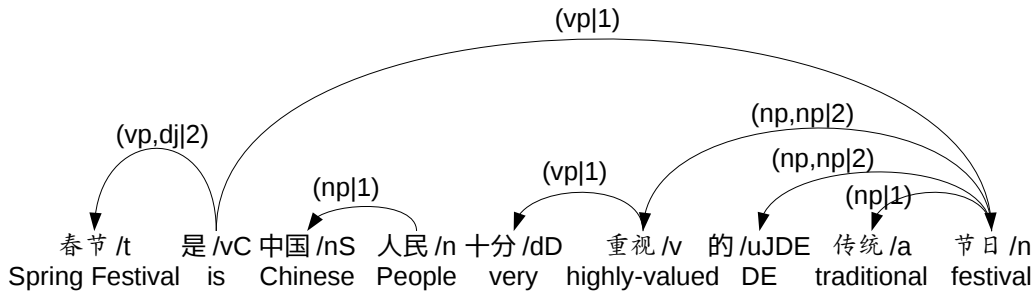 (vp|1)
(np,np|2)
(vp,dj|2)
(np,np|2)
(vp|1)
(np|1)
(np|1)
春节 /t 是 /vC 中国 /nS 人民 /n 十分 /dD 重视 /v 的 /uJDE 传统 /a 节日 /n
Spring Festival is Chinese People very highly-valued DE traditional festival